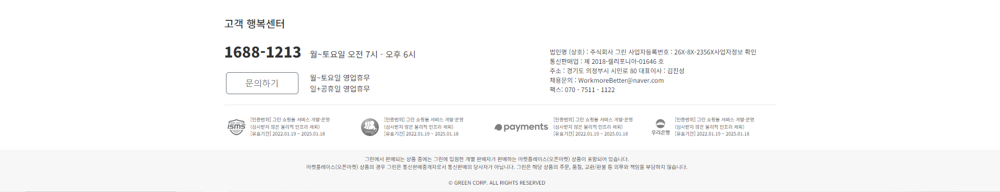 고객 행복센터
1688-1213 월~토요일 오전 7시 - 오후 6시
문의하기
월~토요일 영업휴무
일+공휴일 영업휴무
법인명 (상호) : 주식회사 그린 사업자등록번호 : 26X-8X-2356X사업자정보 확인
통신판매업 : 제 2018-캘리포니아-01646 호
주소 : 경기도 의정부시 시민로 80 대표이사 : 김진성
채용문의 : WorkmoreBetter@naver.com
팩스: 070 - 7511 - 1122
isms
[인증범위] 그린 쇼핑몰 서비스 개발·운영
(심사받지 않은 물리적 인프라 제외)
[유효기간] 2022.01.19 ~ 2025.01.18
[인증범위] 그린 쇼핑몰 서비스 개발·운영
(심사받지 않은 물리적 인프라 제외)
[유효기간] 2022.01.19 ~ 2025.01.18
payments
[인증범위] 그린 쇼핑몰 서비스 개발·운영
(심사받지 않은 물리적 인프라 제외)
[유효기간] 2022.01.19 ~ 2025.01.18
우리은행
[인증범위] 그린 쇼핑몰 서비스 개발·운영
(심사받지 않은 물리적 인프라 제외)
[유효기간] 2022.01.19 ~ 2025.01.18
그린에서 판매되는 상품 중에는 그린에 입점한 개별 판매자가 판매하는 마켓플레이스(오픈마켓) 상품이 포함되어 있습니다.
마켓플레이스(오픈마켓) 상품의 경우 그린은 통신판매중개자로서 통신판매의 당사자가 아닙니다. 그린은 해당 상품의 주문, 품질, 교환/환불 등 의무와 책임을 부담하지 않습니다.
© GREEN CORP. ALL RIGHTS RESERVED